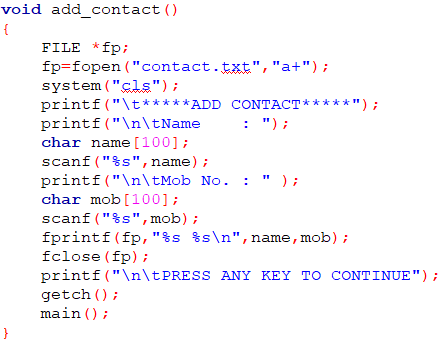 void add_contact()
{
FILE *fp;
fp=fopen("contact.txt","a+");
system("cls");
printf("\t*****ADD CONTACT*****");
printf("\n\tName    : ");
char name[100];
scanf("%s",name);
printf("\n\tMob No. : " );
char mob[100];
scanf("%s",mob);
fprintf(fp,"%s %s\n",name,mob);
fclose(fp);
printf("\n\tPRESS ANY KEY TO CONTINUE");
getch();
main();
}